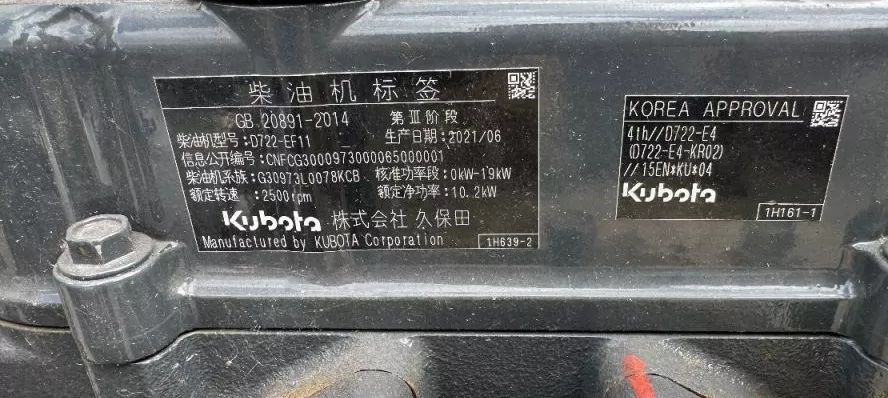 柴油机标签
GB 20891-2014 第Ⅲ阶段
柴油机型号: D722-EF11 生产日期: 2021/06
信息公开编号: CNFCG3000973000065000001
柴油机系族: G30973L0078KCB 核准功率段: 0kW-19kW
额定转速: 2500rpm 额定净功率: 10.2kW
Kubota 株式会社 久保田
Manufactured by KUBOTA Corporation 1H639-2
KOREA APPROVAL
4th//D722-E4
(D722-E4-KR02)
//15EN*KU*04
Kubota
1H161-1